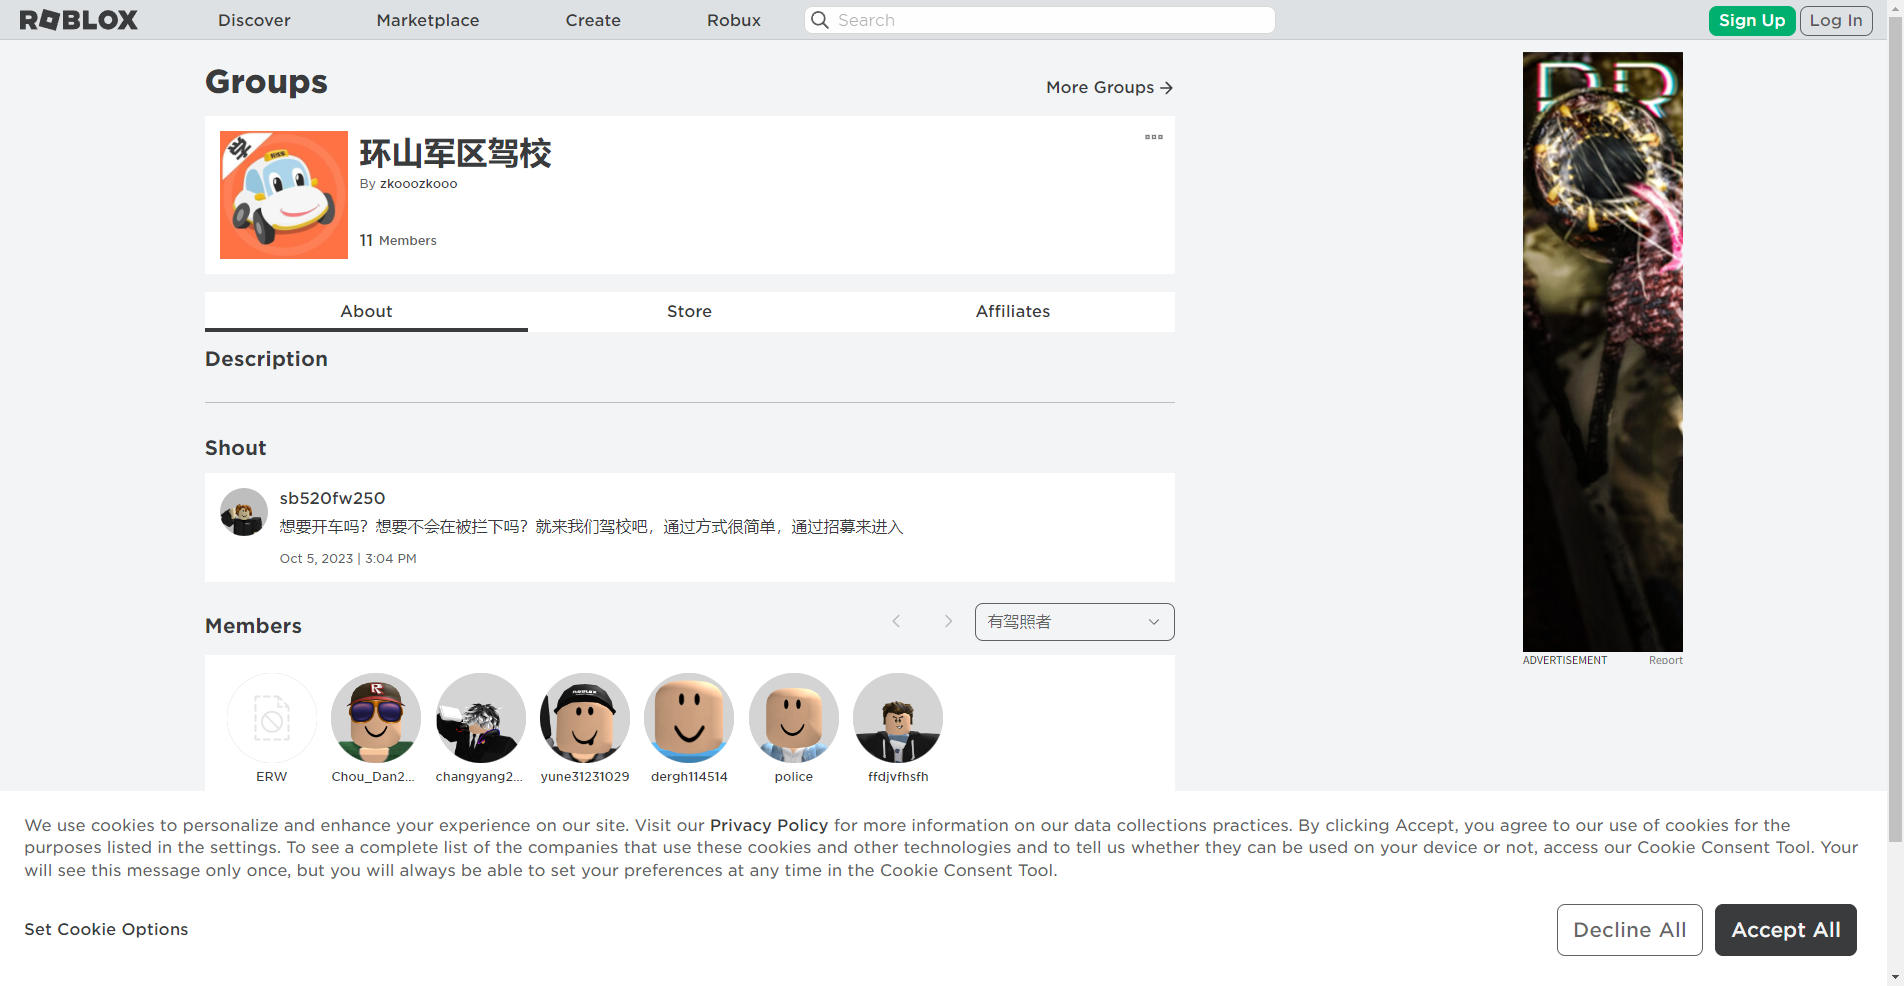 ROBLOX Discover Marketplace Create Robux Search Sign Up Log In
Groups
More Groups
学
环山军区驾校
By zkooozkooo
11 Members
About Store Affiliates
Description
Shout
sb520fw250
想要开车吗？想要不会在被拦下吗？就来我们驾校吧，通过方式很简单，通过招募来进入
Oct 5, 2023 | 3:04 PM
Members
有驾照者
ERW Chou_Dan2... changyang2... yune31231029 dergh114514 police ffdjvfhsfh
ADVERTISEMENT Report
We use cookies to personalize and enhance your experience on our site. Visit our Privacy Policy for more information on our data collections practices. By clicking Accept, you agree to our use of cookies for the
purposes listed in the settings. To see a complete list of the companies that use these cookies and other technologies and to tell us whether they can be used on your device or not, access our Cookie Consent Tool. Your
will see this message only once, but you will always be able to set your preferences at any time in the Cookie Consent Tool.
Set Cookie Options
Decline All
Accept All